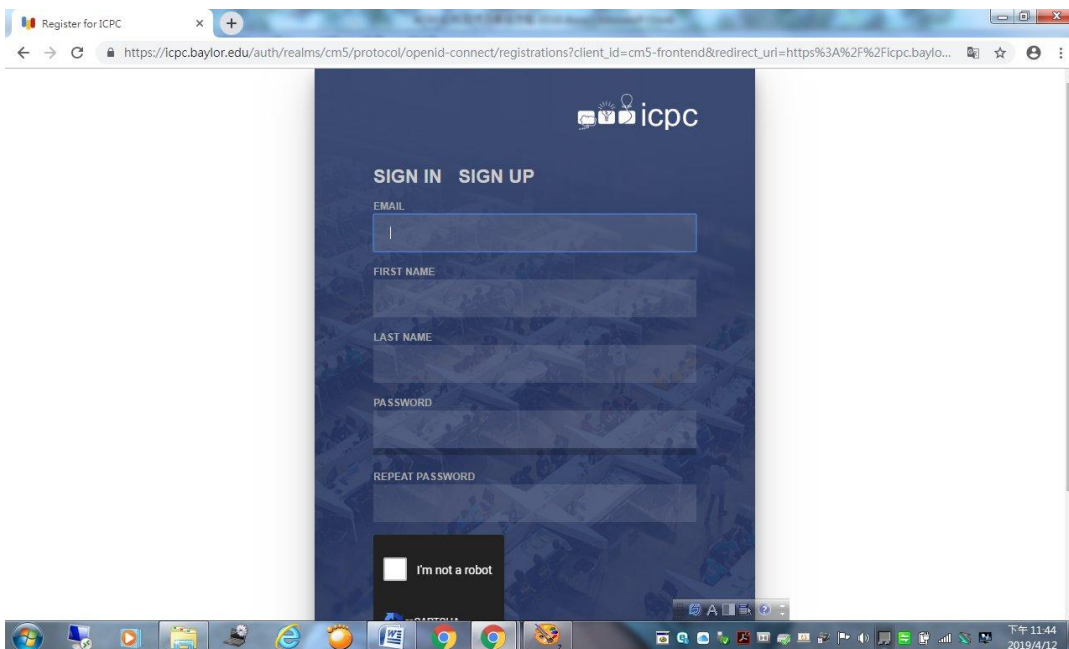 Register for ICPC
https://icpc.baylor.edu/auth/realms/cm5/protocol/openid-connect/registrations?client_id=cm5-frontend&redirect_uri=https%3A%2F%2Ficpc.baylo...
icpc
SIGN IN SIGN UP
EMAIL
FIRST NAME
LAST NAME
PASSWORD
REPEAT PASSWORD
I'm not a robot
reCAPTCHA
下午 11:44
2019/4/12